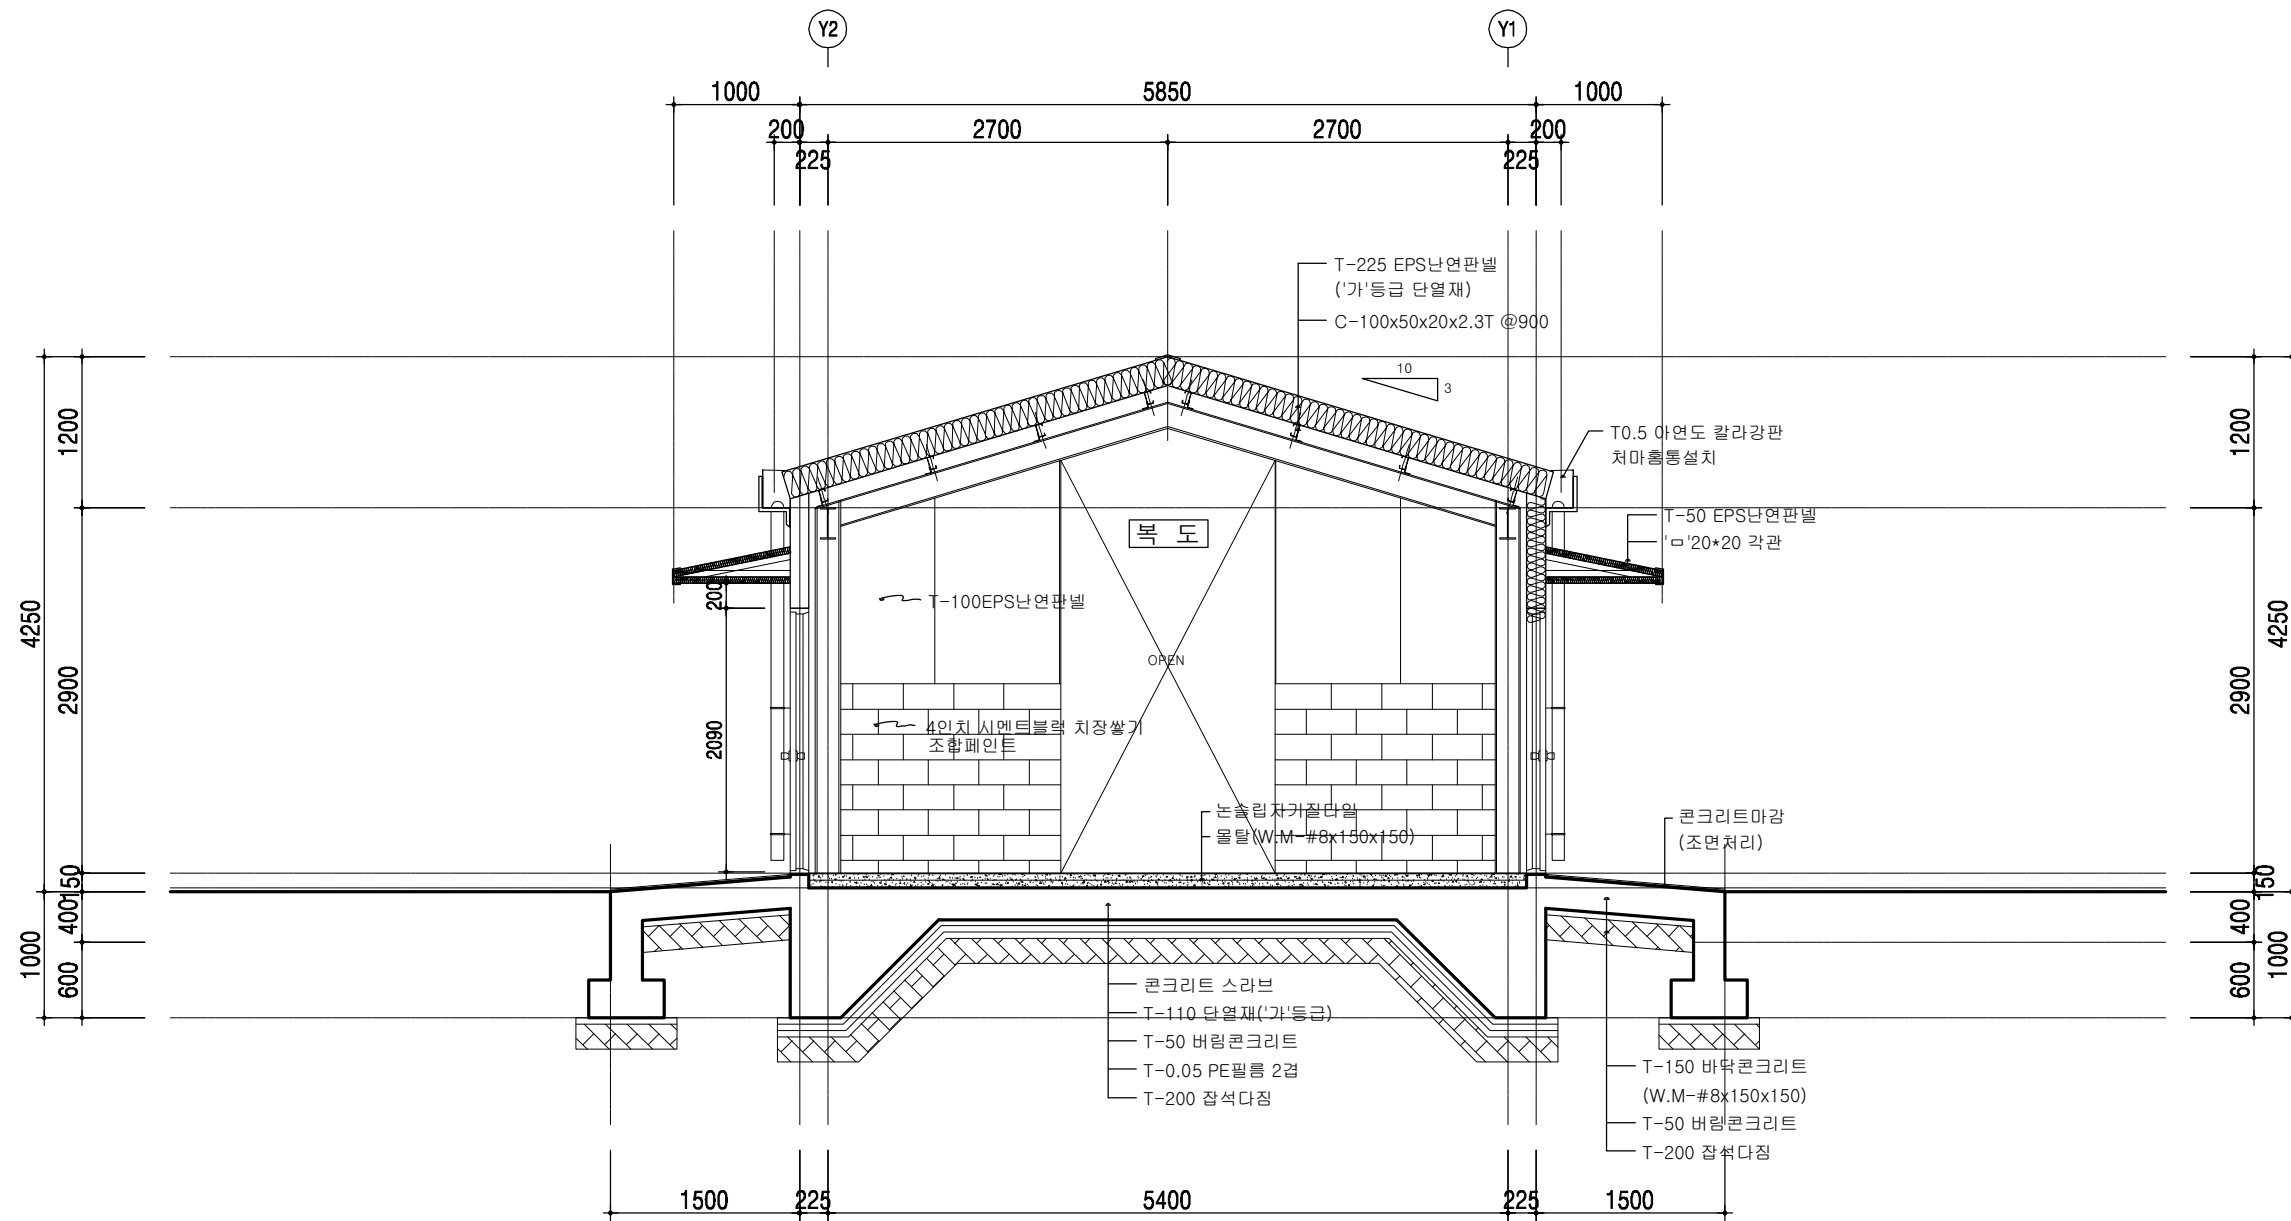 Y2
Y1
1000
5850
1000
200
2700
2700
200
225
225
T-225 EPS난연판넬
('가'등급 단열재)
C-100x50x20x2.3T @900
10
3
1200
1200
T0.5 아연도 칼라강판
처마홈통설치
T-50 EPS난연판넬
'ㅁ'20*20 각관
복 도
200
T-100EPS난연판넬
4250
4250
OPEN
2900
2900
2090
4인치 시멘트블럭 치장쌓기
조합페인트
논슬립자기질타일
몰탈(W.M-#8x150x150)
콘크리트마감
(조면처리)
150
150
400
400
1000
1000
600
600
콘크리트 스라브
T-110 단열재('가'등급)
T-50 버림콘크리트
T-0.05 PE필름 2겹
T-200 잡석다짐
T-150 바닥콘크리트
(W.M-#8x150x150)
T-50 버림콘크리트
T-200 잡석다짐
1500
225
5400
225
1500